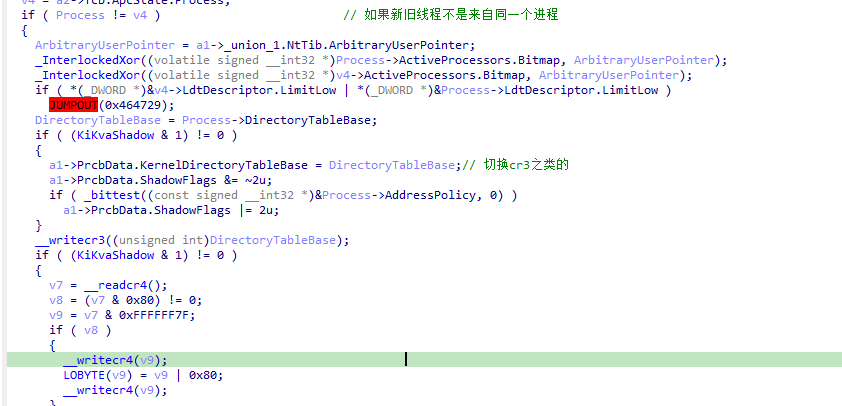 v4 = a2->Tcb.ApcState.Process;
if ( Process != v4 ) // 如果新旧线程不是来自同一个进程
{
ArbitraryUserPointer = a1->_union_1.NtTib.ArbitraryUserPointer;
_InterlockedXor((volatile signed __int32 *)Process->ActiveProcessors.Bitmap, ArbitraryUserPointer);
_InterlockedXor((volatile signed __int32 *)v4->ActiveProcessors.Bitmap, ArbitraryUserPointer);
if ( *(_DWORD *)&v4->LdtDescriptor.LimitLow | *(_DWORD *)&Process->LdtDescriptor.LimitLow )
JUMPOUT(0x464729);
DirectoryTableBase = Process->DirectoryTableBase;
if ( (KiKvaShadow & 1) != 0 )
{
a1->PrcbData.KernelDirectoryTableBase = DirectoryTableBase;// 切换cr3之类的
a1->PrcbData.ShadowFlags &= ~2u;
if ( _bittest((const signed __int32 *)&Process->AddressPolicy, 0) )
a1->PrcbData.ShadowFlags |= 2u;
}
__writecr3((unsigned int)DirectoryTableBase);
if ( (KiKvaShadow & 1) != 0 )
{
v7 = __readcr4();
v8 = (v7 & 0x80) != 0;
v9 = v7 & 0xFFFFFF7F;
if ( v8 )
{
__writecr4(v9);
LOBYTE(v9) = v9 | 0x80;
__writecr4(v9);
}